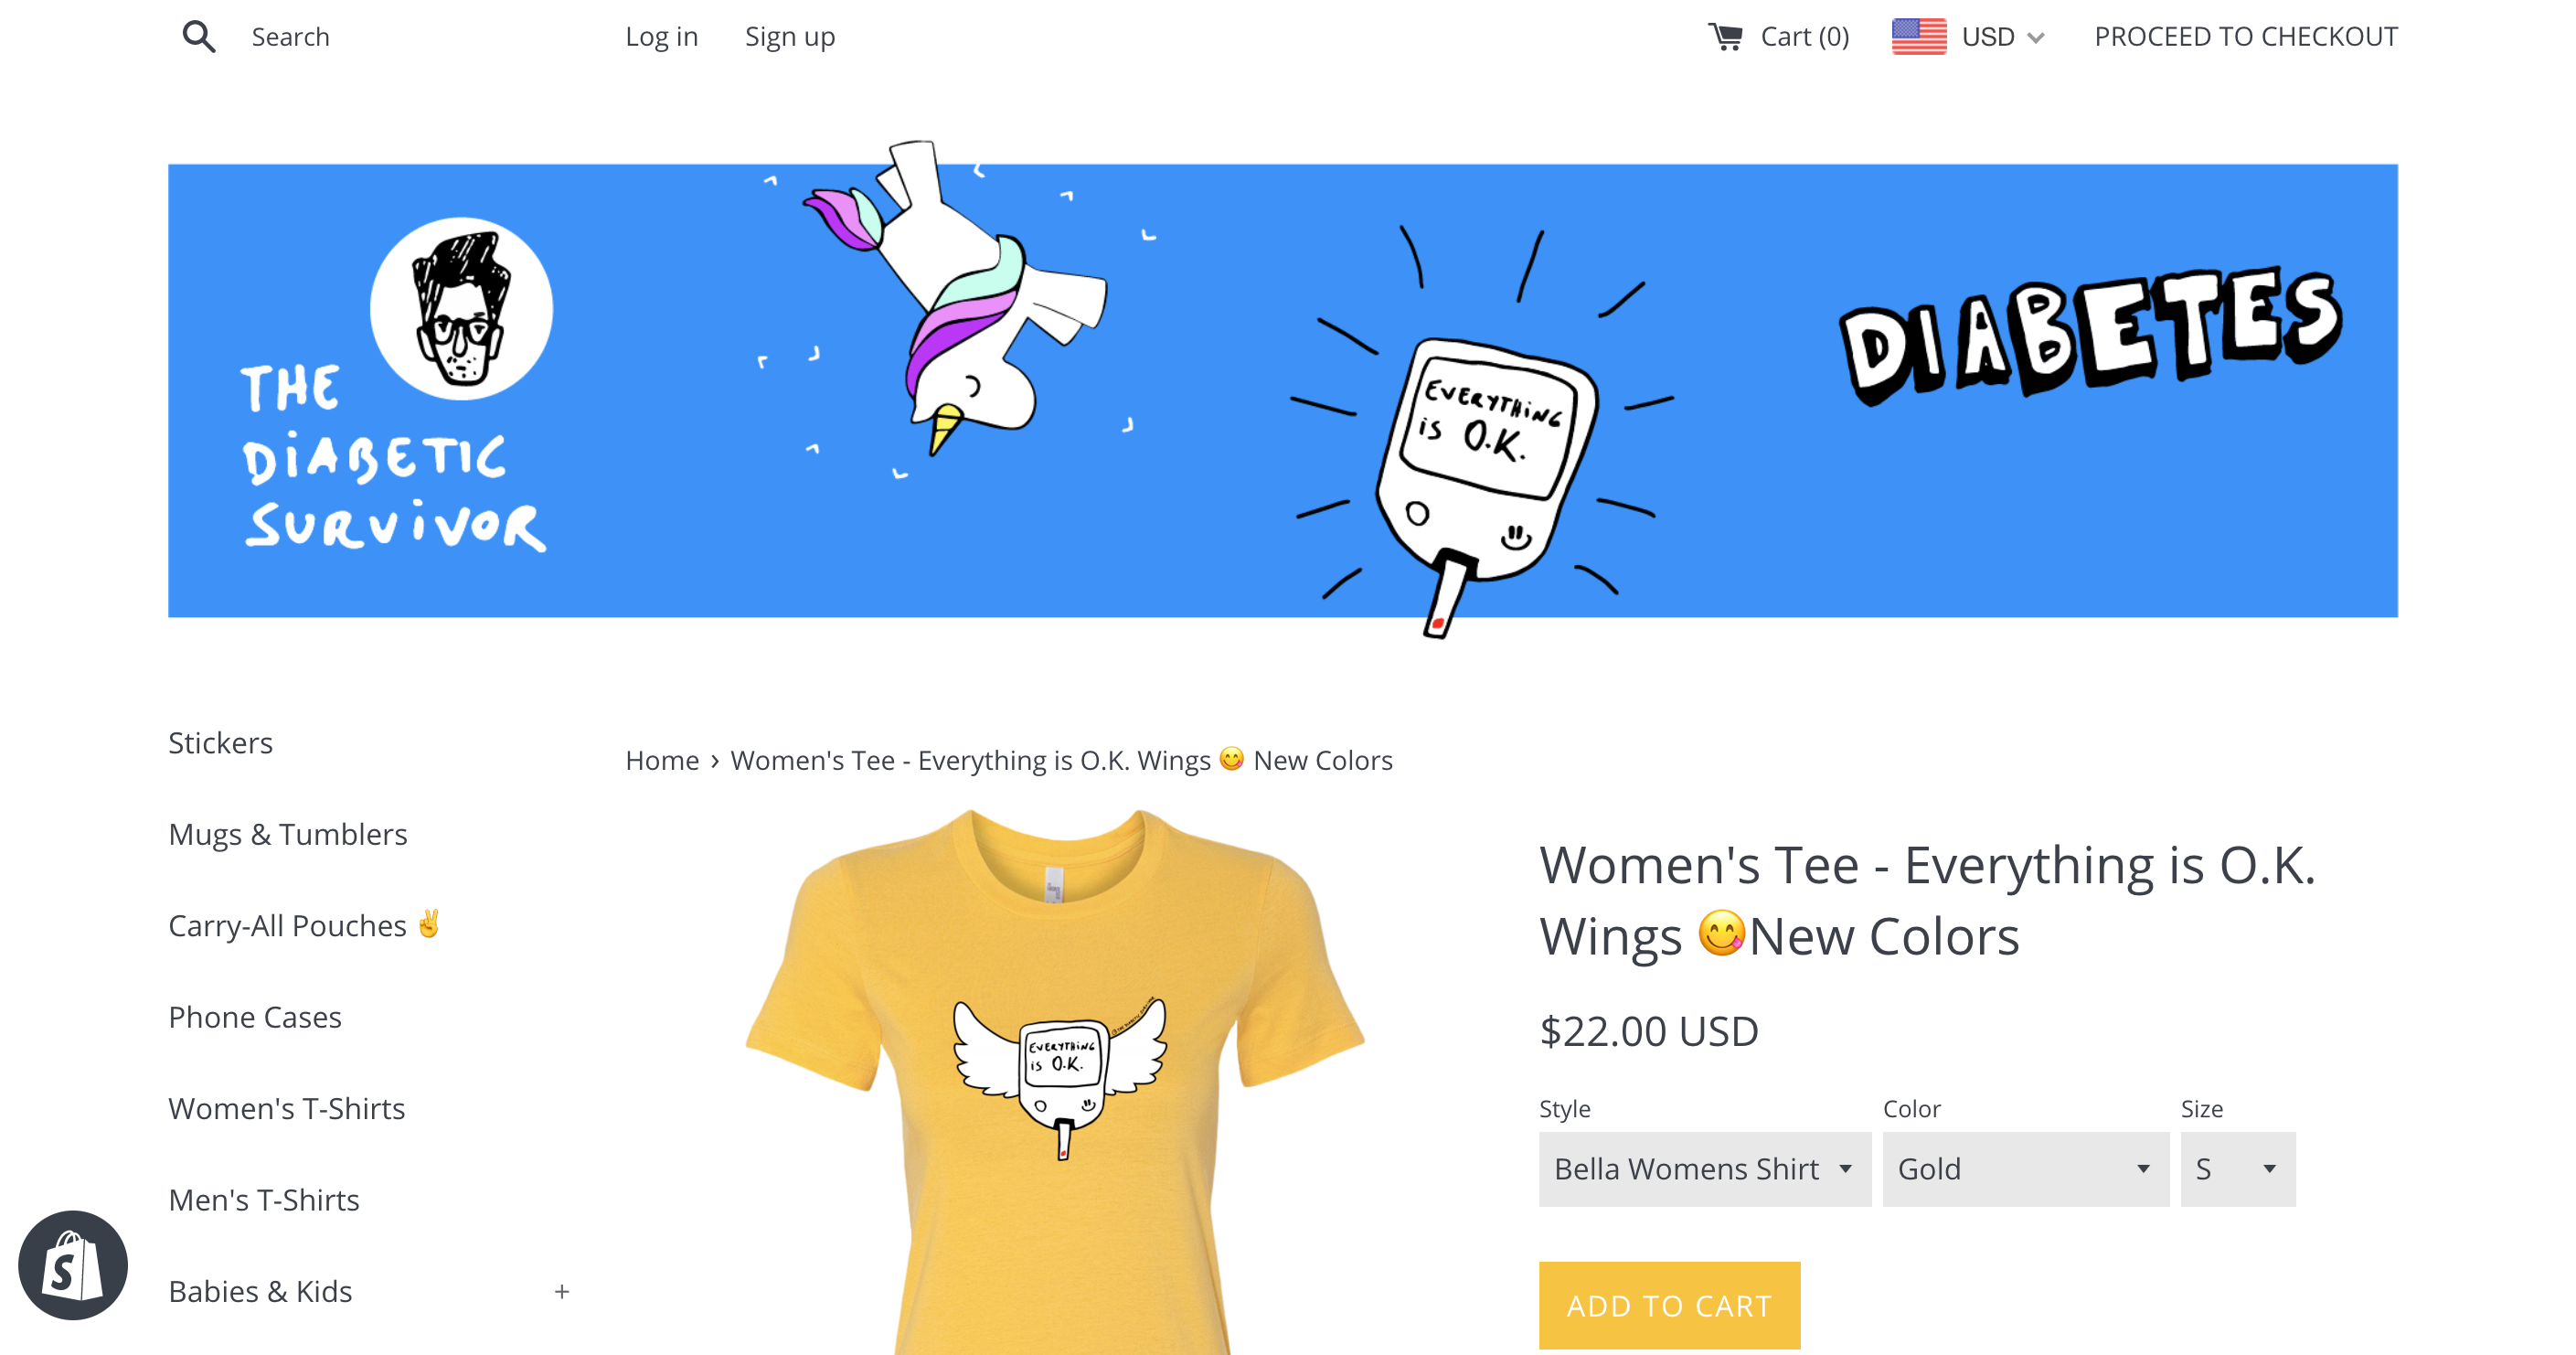 Search
Log in
Sign up
Cart (0)
USD
PROCEED TO CHECKOUT
THE
DiABETIC
SURViVOR
EVERYTHiNG
is O.K.
DIABETES
Stickers
Mugs & Tumblers
Carry-All Pouches ✌
Phone Cases
Women's T-Shirts
Men's T-Shirts
Babies & Kids +
Home › Women's Tee - Everything is O.K. Wings 😋 New Colors
EVERYTHiNG
is O.K.
Women's Tee - Everything is O.K.
Wings 😋New Colors
$22.00 USD
Style
Color
Size
Bella Womens Shirt
Gold
S
ADD TO CART